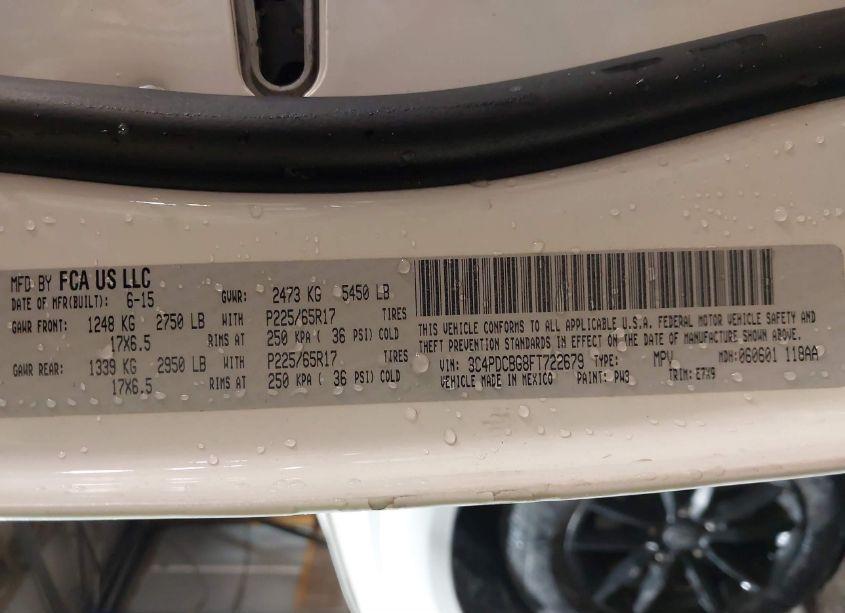 MFD BY FCA US LLC
DATE OF MFR(BUILT): 6-15 GVWR: 2473 KG 5450 LB
GAWR FRONT: 1248 KG 2750 LB WITH P225/65R17 TIRES
17X6.5 RIMS AT 250 KPA ( 36 PSI) COLD
GAWR REAR: 1339 KG 2950 LB WITH P225/65R17 TIRES
17X6.5 RIMS AT 250 KPA ( 36 PSI) COLD
THIS VEHICLE CONFORMS TO ALL APPLICABLE U.S.A. FEDERAL MOTOR VEHICLE SAFETY AND
THEFT PREVENTION STANDARDS IN EFFECT ON THE DATE OF MANUFACTURE SHOWN ABOVE.
VIN: 3C4PDCBG8FT722679 TYPE: MPV MDH: 060601 118AA
VEHICLE MADE IN MEXICO PAINT: PW3 TRIM: E7X9